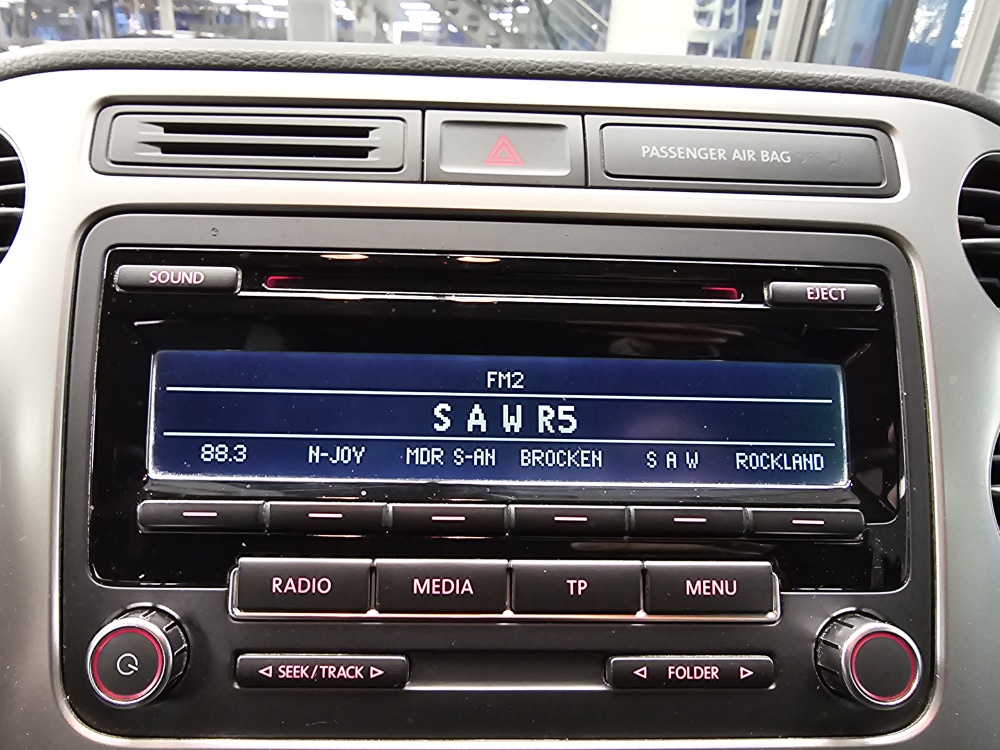 PASSENGER AIR BAG
SOUND
EJECT
FM2
S A W R5
88.3 N-JOY MDR S-AN BROCKEN S A W ROCKLAND
RADIO MEDIA TP MENU
SEEK/TRACK FOLDER